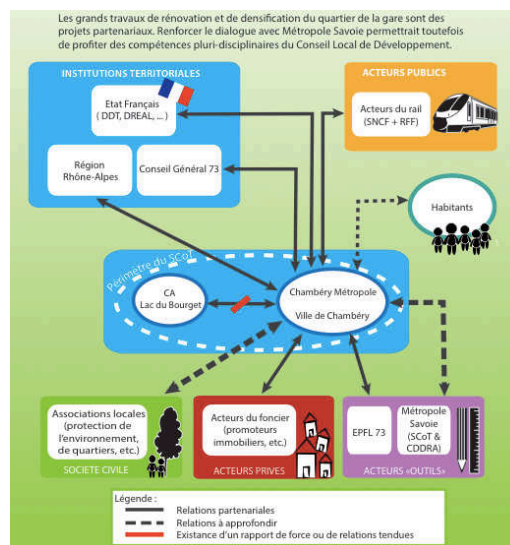 Les grands travaux de rénovation et de densification du quartier de la gare sont des
projets partenariaux. Renforcer le dialogue avec Métropole Savoie permettrait toutefois
de profiter des compétences pluri-disciplinaires du Conseil Local de Développement.
INSTITUTIONS TERRITORIALES
Etat Français
( DDT, DREAL, ... )
Région
Rhône-Alpes
Conseil Général 73
ACTEURS PUBLICS
Acteurs du rail
(SNCF + RFF)
Habitants
Périmètre du SCoT
CA
Lac du Bourget
Chambéry Métropole
Ville de Chambéry
Associations locales
(protection de
l'environnement,
de quartiers, etc.)
SOCIETE CIVILE
Acteurs du foncier
(promoteurs
immobiliers, etc.)
ACTEURS PRIVES
EPFL 73
Métropole
Savoie
(SCoT &
CDDRA)
ACTEURS «OUTILS»
Légende :
Relations partenariales
Relations à approfondir
Existance d'un rapport de force ou de relations tendues